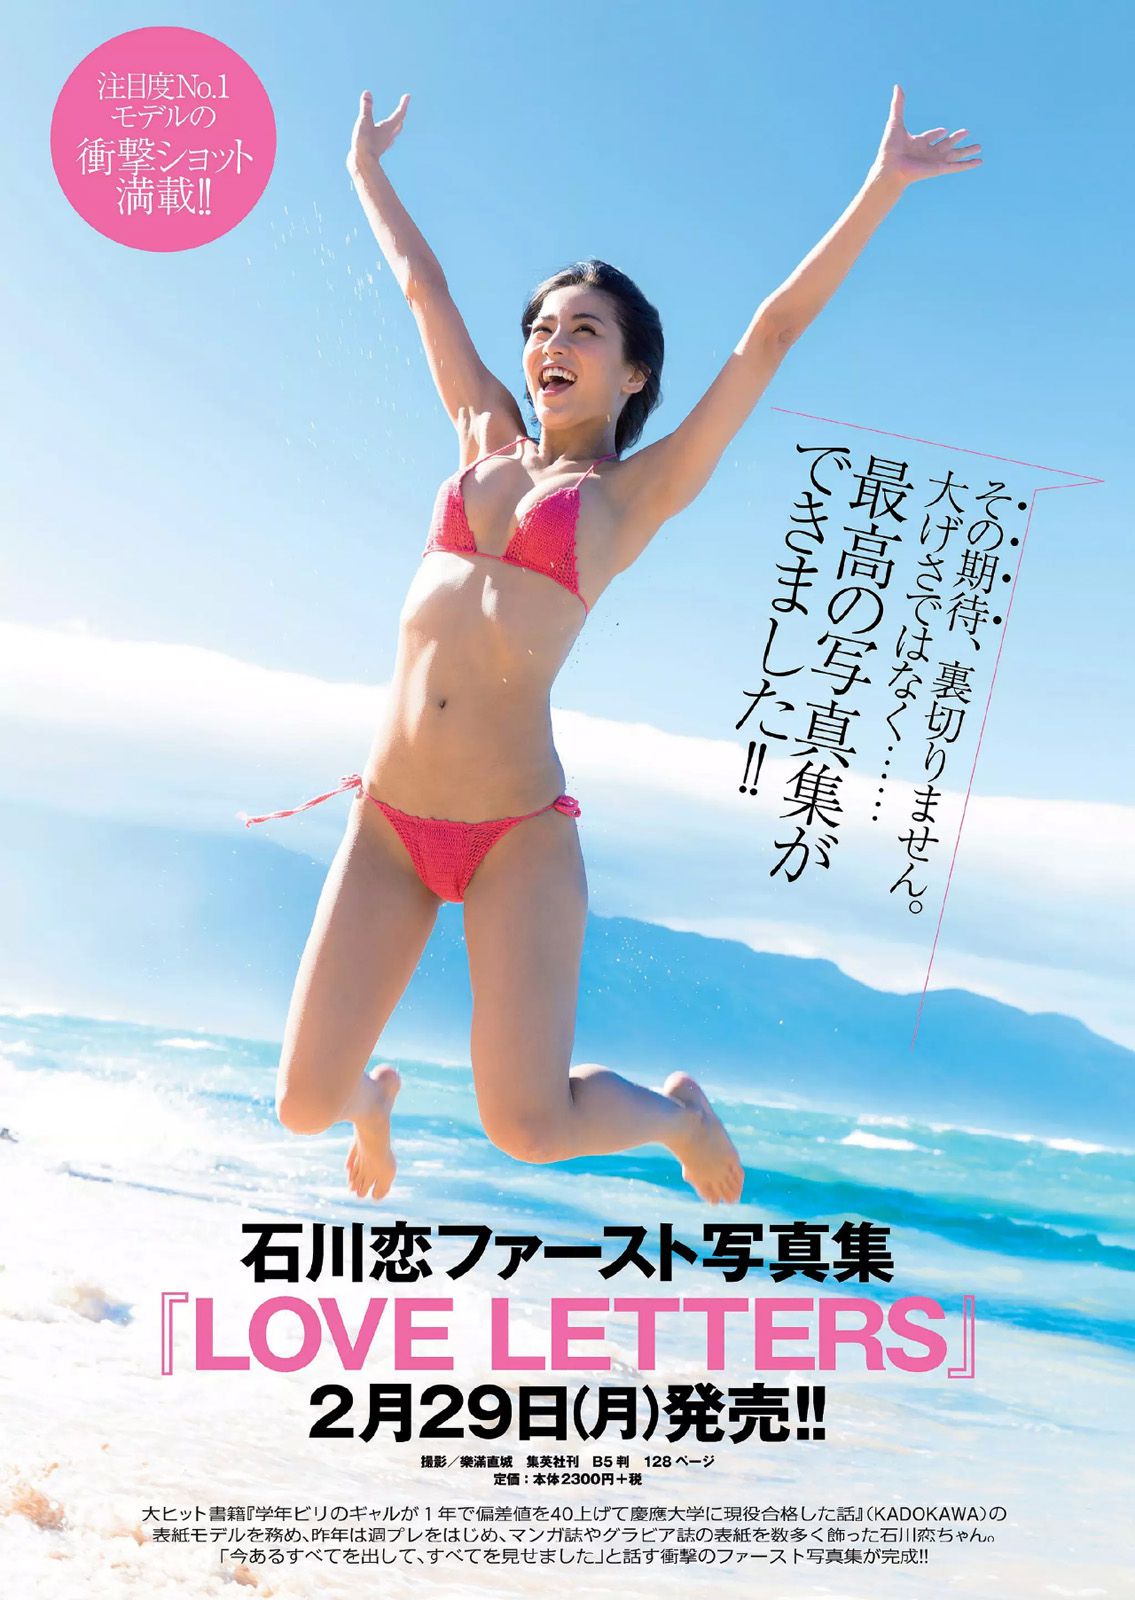 注目度No.1
モデルの
衝撃ショット
満載!!
その期待、裏切りません。
大げさではなく……
最高の写真集が
できました!!
石川恋ファースト写真集
『LOVE LETTERS』
2月29日(月)発売!!
撮影／樂滿直城 集英社刊 B5判 128ページ
定価：本体2300円+税
大ヒット書籍『学年ビリのギャルが1年で偏差値を40上げて慶應大学に現役合格した話』(KADOKAWA)の
表紙モデルを務め、昨年は週プレをはじめ、マンガ誌やグラビア誌の表紙を数多く飾った石川恋ちゃん。
「今あるすべてを出して、すべてを見せました」と話す衝撃のファースト写真集が完成!!